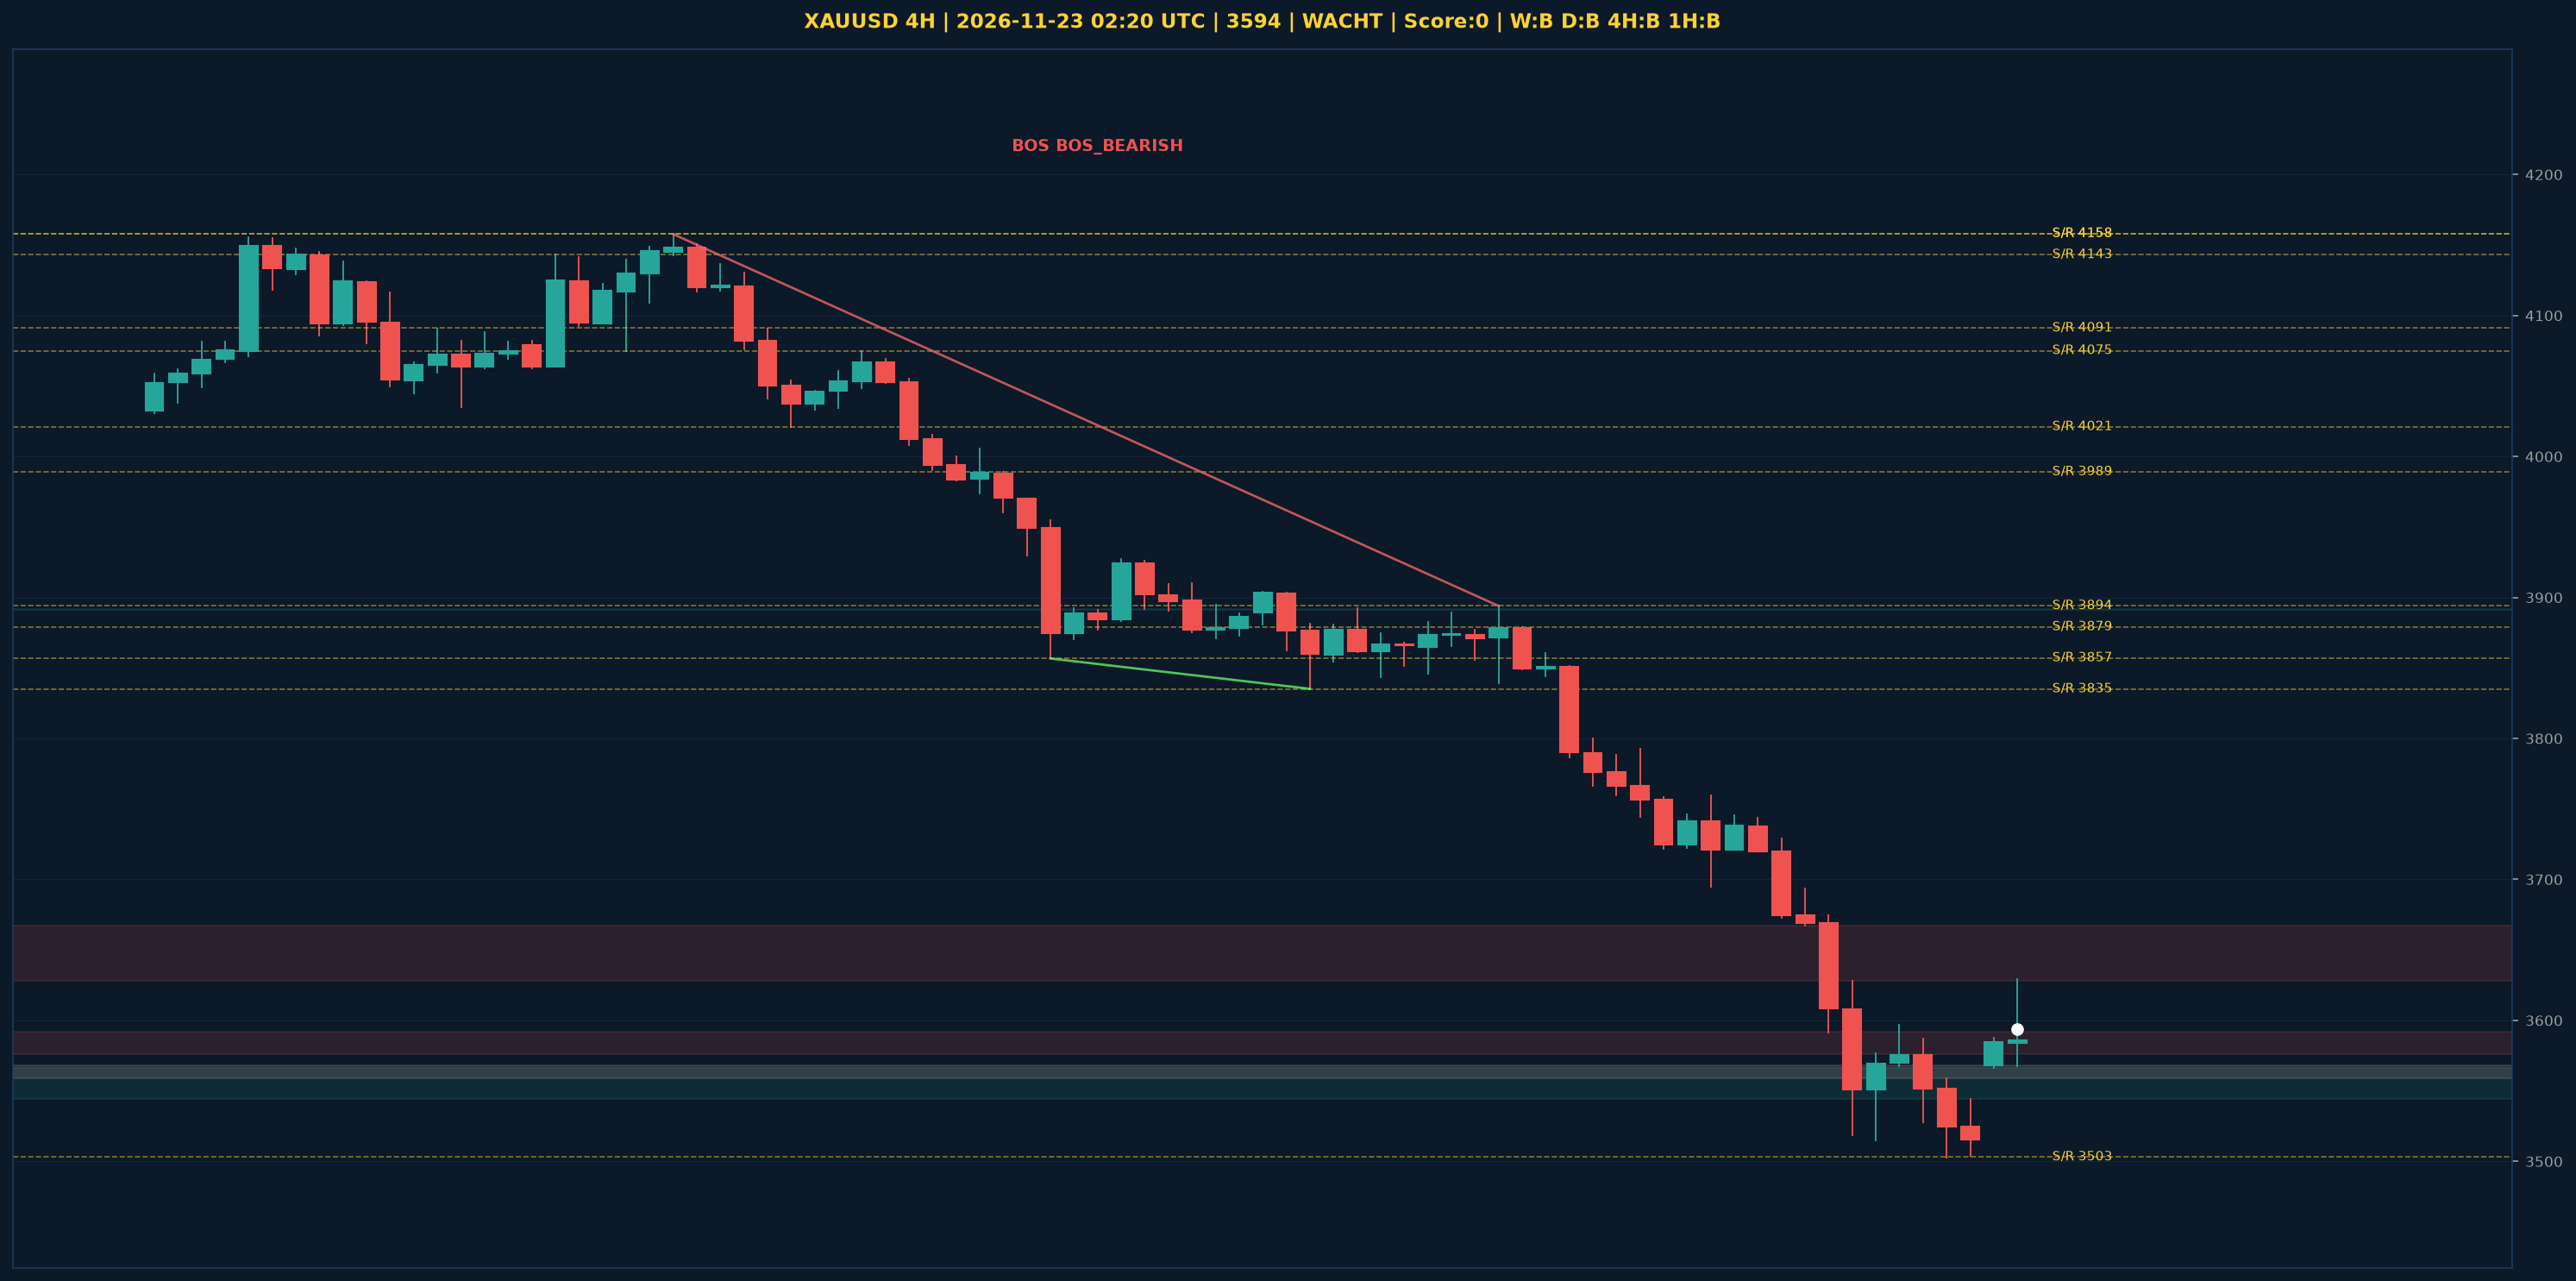 XAUUSD 4H | 2026-11-23 02:20 UTC | 3594 | WACHT | Score:0 | W:B D:B 4H:B 1H:B
BOS BOS_BEARISH
4200
S/R 4158
S/R 4143
4100
S/R 4091
S/R 4075
S/R 4021
4000
S/R 3989
3900
S/R 3894
S/R 3879
S/R 3857
S/R 3835
3800
3700
3600
S/R 3503
3500